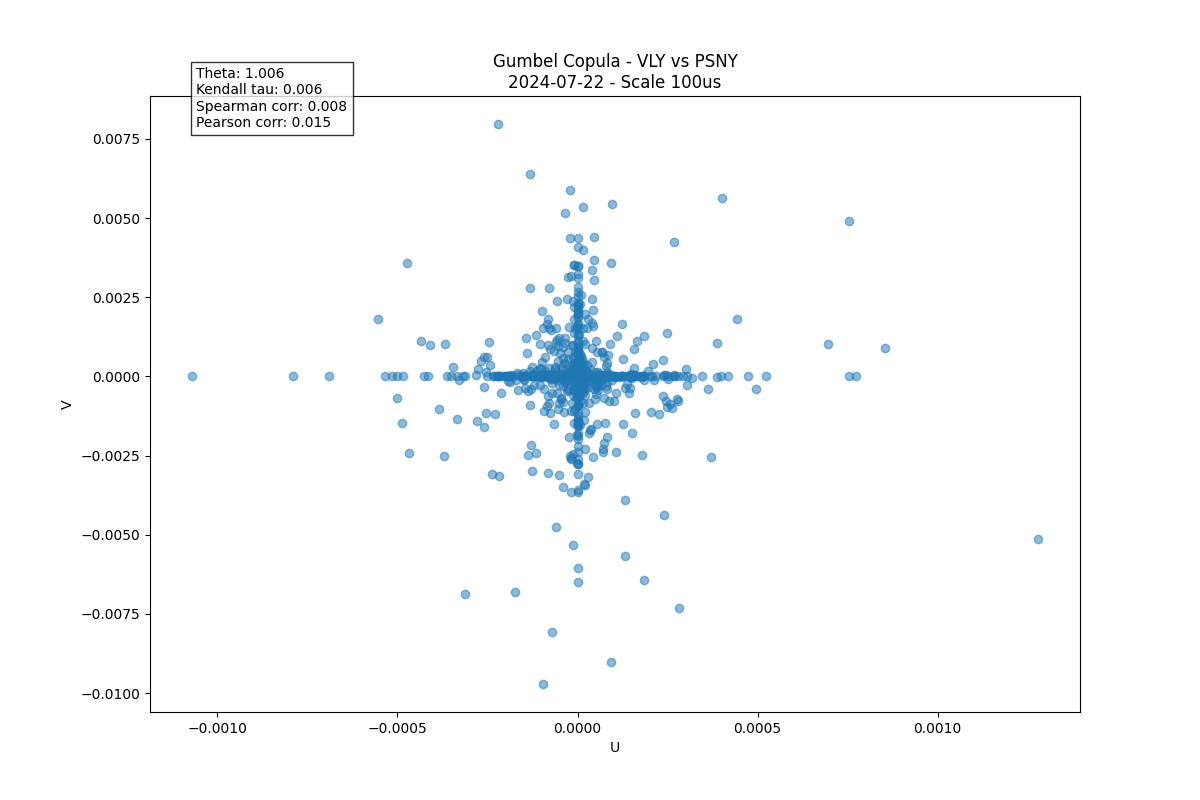 Gumbel Copula - VLY vs PSNY
2024-07-22 - Scale 100us
Theta: 1.006
Kendall tau: 0.006
Spearman corr: 0.008
Pearson corr: 0.015
0.0075
0.0050
0.0025
0.0000
−0.0025
−0.0050
−0.0075
−0.0100
V
−0.0010
−0.0005
0.0000
0.0005
0.0010
U